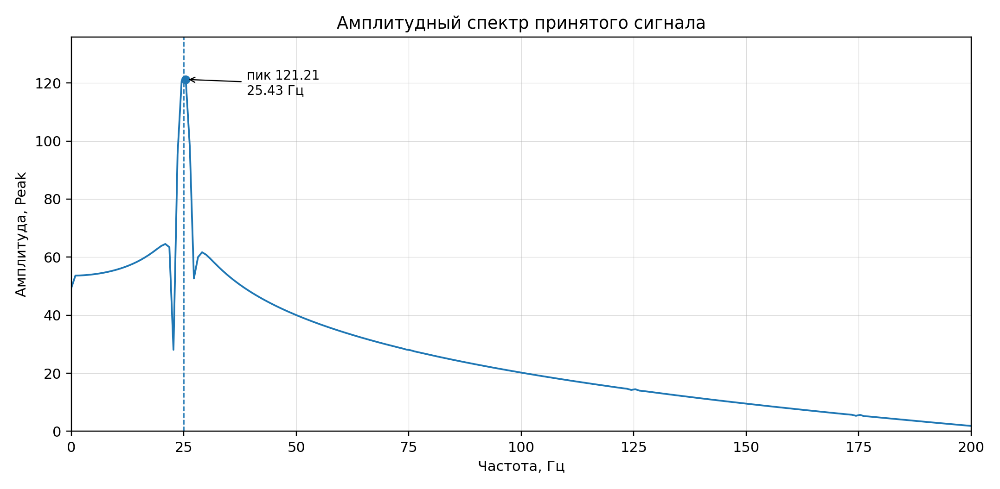 Амплитудный спектр принятого сигнала
пик 121.21
25.43 Гц
Амплитуда, Peak
120
100
80
60
40
20
0
0 25 50 75 100 125 150 175 200
Частота, Гц